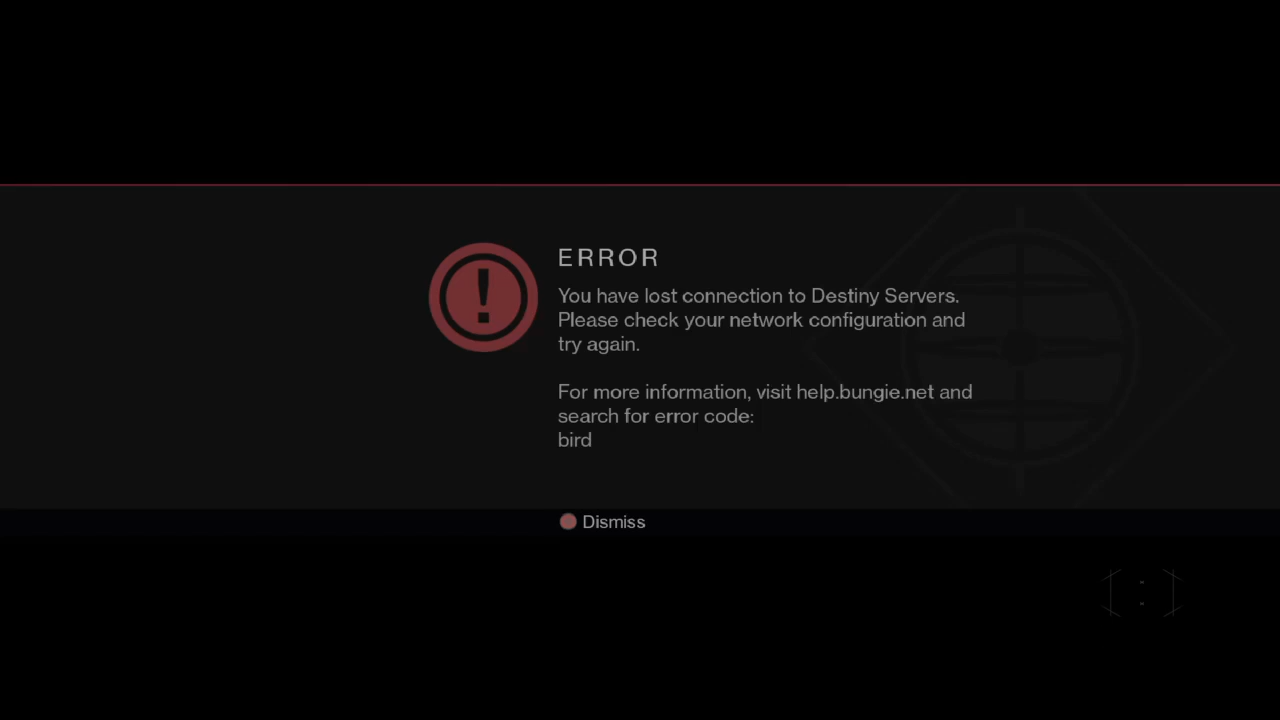 ERROR
You have lost connection to Destiny Servers.
Please check your network configuration and
try again.
For more information, visit help.bungie.net and
search for error code:
bird
Dismiss